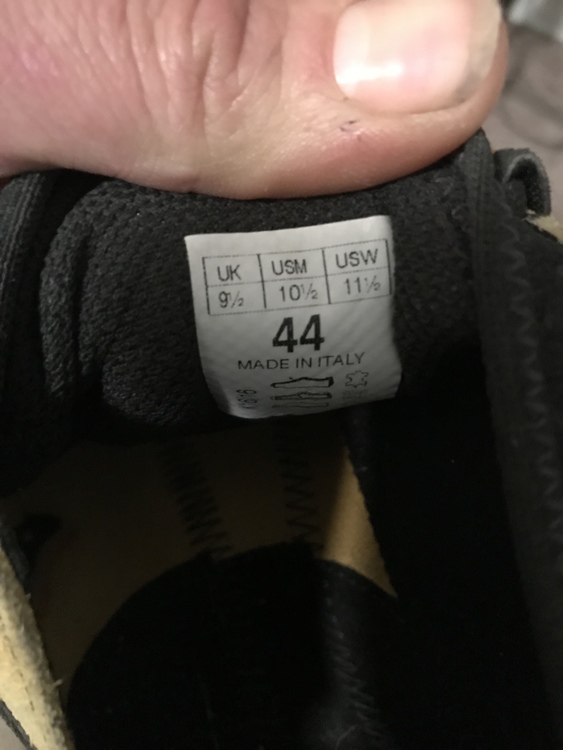 UK USM USW
9½ 10½ 11½
44
MADE IN ITALY